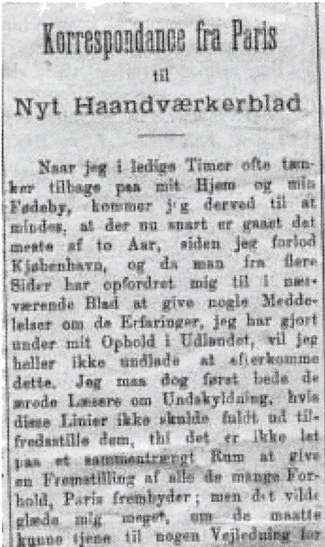 Korrespondance fra Paris
til
Nyt Haandværkerblad
Naar jeg i ledige Timer ofte tæn-
ker tilbage paa mit Hjem og min
Fødeby, kommer jeg derved til at
mindes, at der nu snart er gaaet det
meste af to Aar, siden jeg forlod
Kjøbenhavn, og da man fra flere
Sider har opfordret mig til i nær-
værende Blad at give nogle Medde-
lelser om de Erfaringer, jeg har gjort
under mit Ophold i Udlandet, vil jeg
heller ikke undlade at efterkomme
dette. Jeg maa dog først bede de
ærede Læsere om Undskyldning, hvis
disse Linier ikke skulde fuldt ud til-
fredsstille dem, thi det er ikke let
paa et sammentrængt Rum at give
en Fremstilling af alle de mange For-
hold, Paris frembyder; men det vilde
glæde mig meget, om de maatte
kunne tjene til nogen Vejledning for